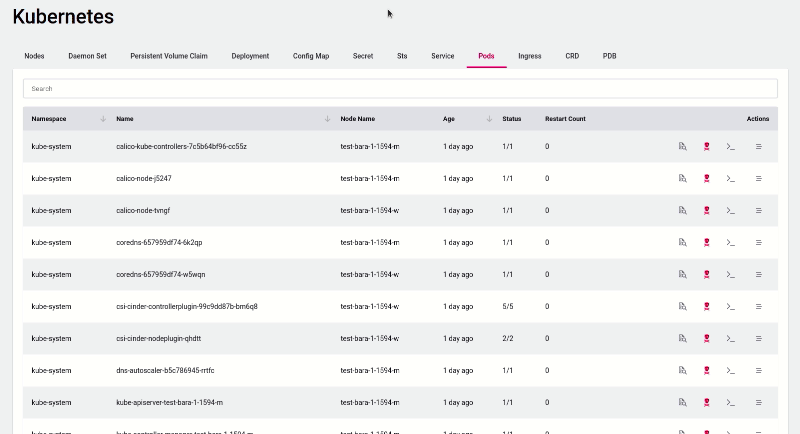 Kubernetes
Nodes Daemon Set Persistent Volume Claim Deployment Config Map Secret Sts Service Pods Ingress CRD PDB
Search
Namespace Name Node Name Age Status Restart Count Actions
kube-system calico-kube-controllers-7c5b64bf96-cc55z test-bara-1-1594-m 1 day ago 1/1 0
kube-system calico-node-j5247 test-bara-1-1594-m 1 day ago 1/1 0
kube-system calico-node-tvngf test-bara-1-1594-w 1 day ago 1/1 0
kube-system coredns-657959df74-6k2qp test-bara-1-1594-m 1 day ago 1/1 0
kube-system coredns-657959df74-w5wqn test-bara-1-1594-w 1 day ago 1/1 0
kube-system csi-cinder-controllerplugin-99c9dd87b-bm6q8 test-bara-1-1594-w 1 day ago 5/5 0
kube-system csi-cinder-nodeplugin-qhdtt test-bara-1-1594-w 1 day ago 2/2 0
kube-system dns-autoscaler-b5c786945-rrtfc test-bara-1-1594-m 1 day ago 1/1 0
kube-system kube-apiserver-test-bara-1-1594-m test-bara-1-1594-m 1 day ago 1/1 0